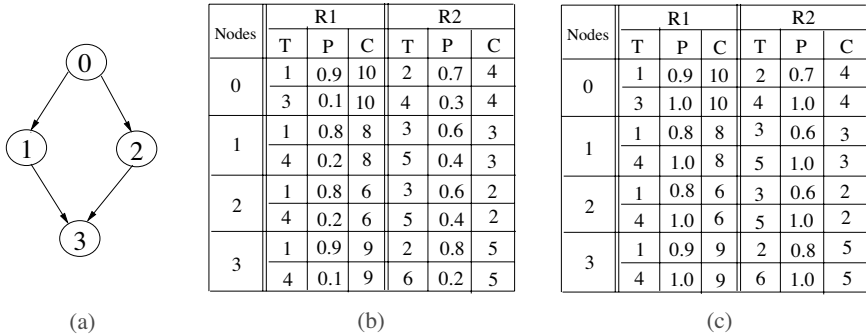 0
1
2
3
(a)
Nodes R1 R2
T P C T P C
0 1 0.9 10 2 0.7 4
3 0.1 10 4 0.3 4
1 1 0.8 8 3 0.6 3
4 0.2 8 5 0.4 3
2 1 0.8 6 3 0.6 2
4 0.2 6 5 0.4 2
3 1 0.9 9 2 0.8 5
4 0.1 9 6 0.2 5
(b)
Nodes R1 R2
T P C T P C
0 1 0.9 10 2 0.7 4
3 1.0 10 4 1.0 4
1 1 0.8 8 3 0.6 3
4 1.0 8 5 1.0 3
2 1 0.8 6 3 0.6 2
4 1.0 6 5 1.0 2
3 1 0.9 9 2 0.8 5
4 1.0 9 6 1.0 5
(c)